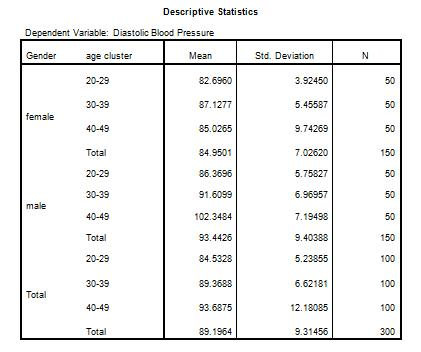 Descriptive Statistics
Dependent Variable: Diastolic Blood Pressure
Gender age cluster Mean Std. Deviation N
female 20-29 82.6960 3.92450 50
30-39 87.1277 5.45587 50
40-49 85.0265 9.74269 50
Total 84.9501 7.02620 150
male 20-29 86.3696 5.75827 50
30-39 91.6099 6.96957 50
40-49 102.3484 7.19498 50
Total 93.4426 9.40388 150
Total 20-29 84.5328 5.23855 100
30-39 89.3688 6.62181 100
40-49 93.6875 12.18085 100
Total 89.1964 9.31456 300